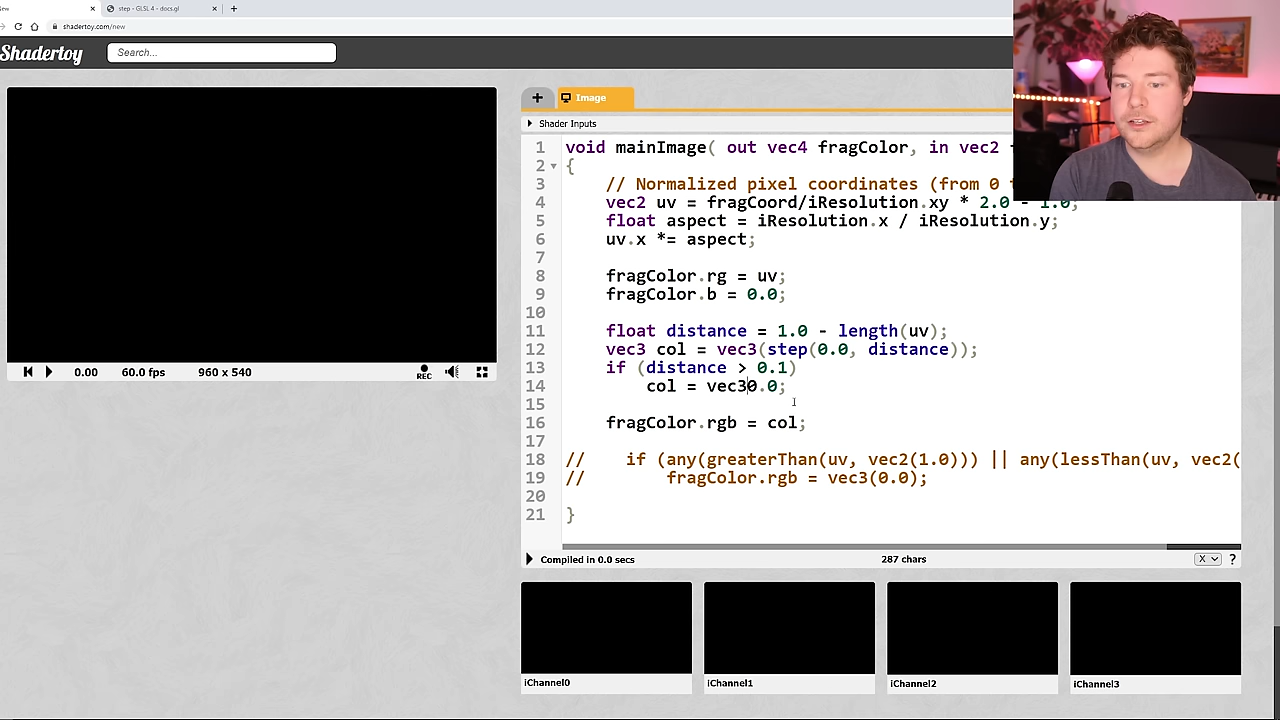 New
step - GLSL 4 - docs.gl
shadertoy.com/new
Shadertoy
Search...
Image
Shader Inputs
1 void mainImage( out vec4 fragColor, in vec2
2 {
3 // Normalized pixel coordinates (from 0
4 vec2 uv = fragCoord/iResolution.xy * 2.0 - 1.0;
5 float aspect = iResolution.x / iResolution.y;
6 uv.x *= aspect;
7
8 fragColor.rg = uv;
9 fragColor.b = 0.0;
10
11 float distance = 1.0 - length(uv);
12 vec3 col = vec3(step(0.0, distance));
13 if (distance > 0.1)
14 col = vec30.0;
15
16 fragColor.rgb = col;
17
18 // if (any(greaterThan(uv, vec2(1.0))) || any(lessThan(uv, vec2(
19 // fragColor.rgb = vec3(0.0);
20
21 }
0.00 60.0 fps 960 x 540
REC
Compiled in 0.0 secs
287 chars
X
?
iChannel0
iChannel1
iChannel2
iChannel3